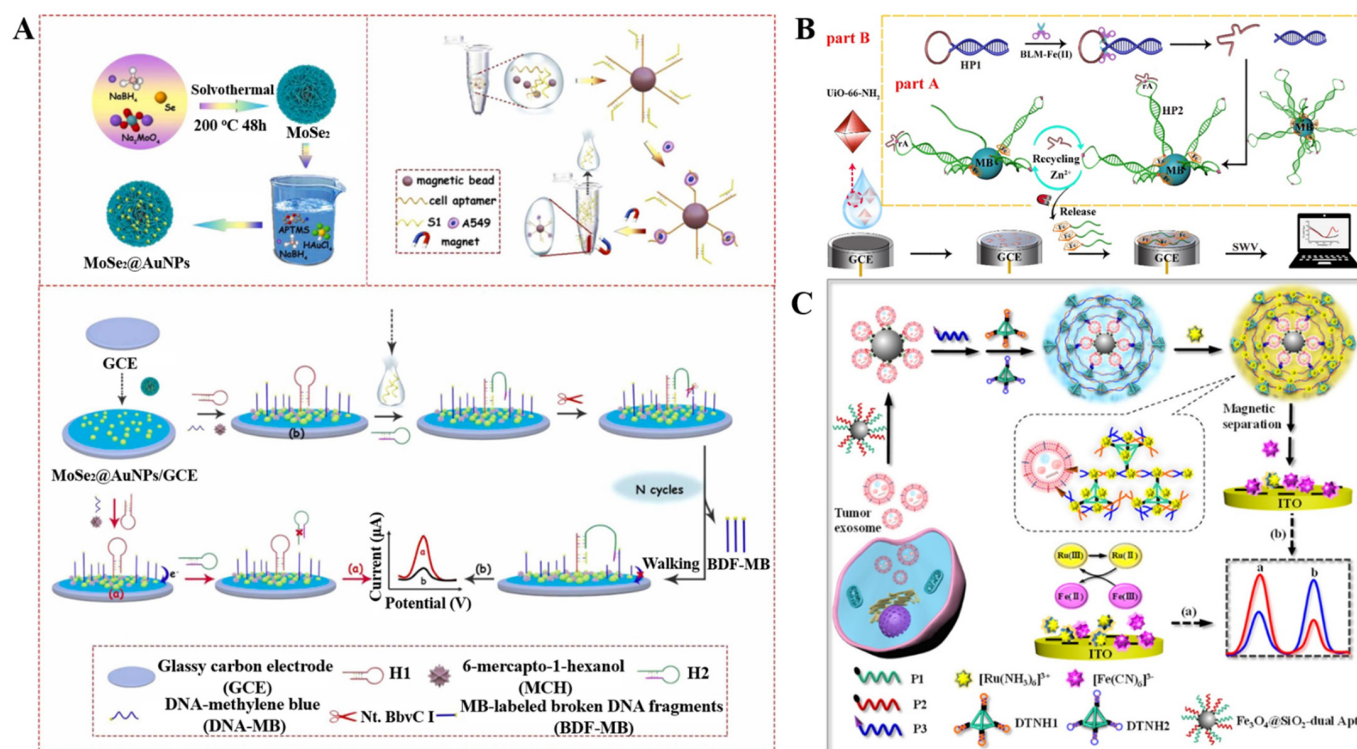 A
NaBH₄
Se
Na₂MoO₄
Solvothermal
200 °C 48h
MoSe₂
APTMS
HAuCl₄
NaBH₄
MoSe₂@AuNPs
magnetic bead
cell aptamer
S1
A549
magnet
GCE
(b)
MoSe₂@AuNPs/GCE
N cycles
BDF-MB
Walking
e⁻
(a)
(a)
Current (µA)
a
b
Potential (V)
(b)
Glassy carbon electrode
(GCE)
H1
6-mercapto-1-hexanol
(MCH)
H2
DNA-methylene blue
(DNA-MB)
Nt. BbvC I
MB-labeled broken DNA fragments
(BDF-MB)
B
part B
HP1
BLM-Fe(II)
UiO-66-NH₂
part A
rA
MB
Recycling
Zn²⁺
rA
HP2
MB
MB
Release
Fc
Fc
Fc
GCE
GCE
GCE
SWV
C
Magnetic
separation
ITO
Tumor
exosome
(b)
Ru(III)
Ru(II)
Fe(II)
Fe(III)
ITO
(a)
a
b
P1
P2
P3
[Ru(NH₃)₆]³⁺
[Fe(CN)₆]³⁻
DTNH1
DTNH2
Fe₃O₄@SiO₂-dual Apt